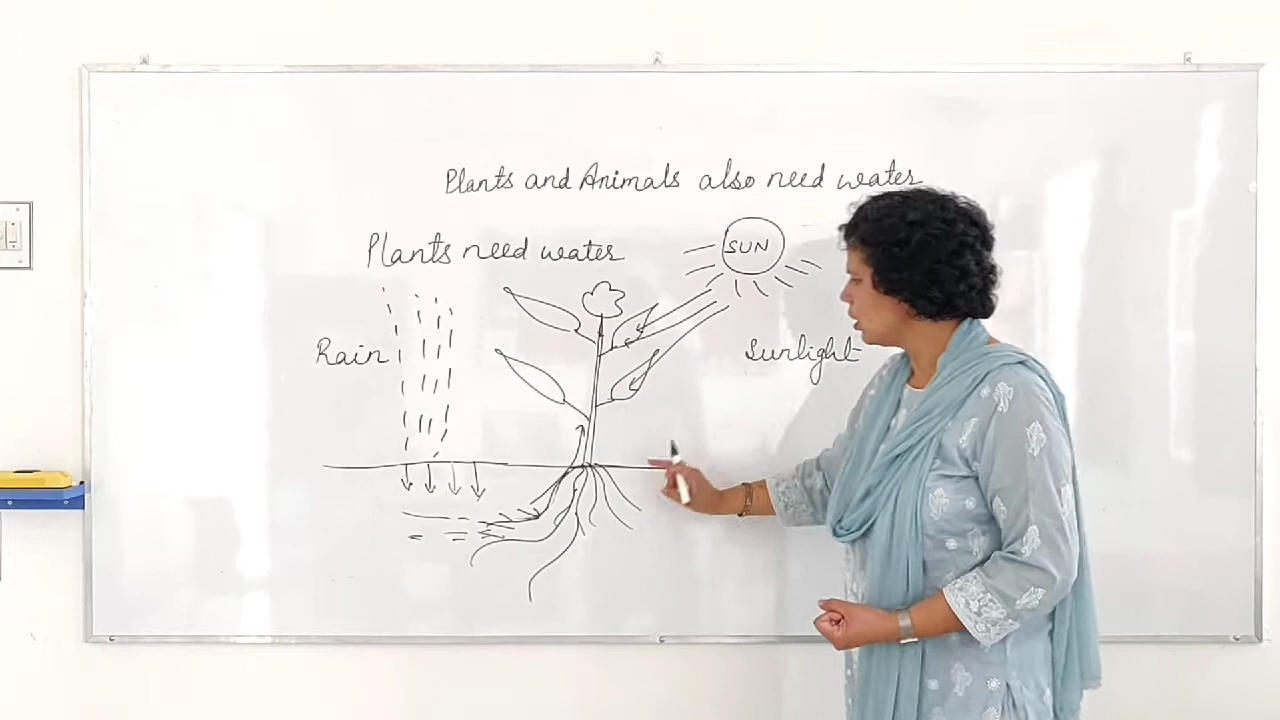 Plants and Animals also need water
Plants need water
SUN
Rain
Sunlight